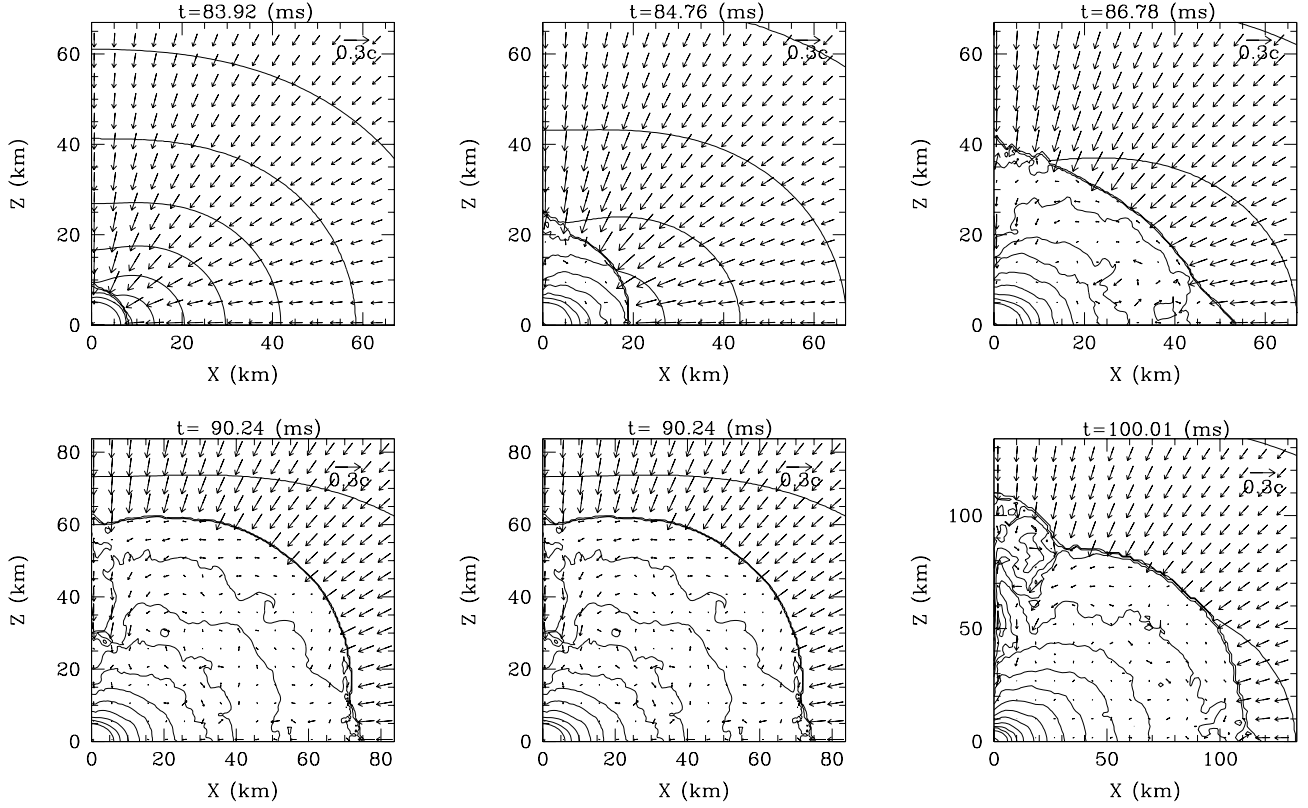 t=83.92 (ms)
t=84.76 (ms)
t=86.78 (ms)
0.3c
0.3c
0.3c
60
60
60
40
40
40
20
20
20
0
0
0
Z (km)
Z (km)
Z (km)
0 20 40 60
0 20 40 60
0 20 40 60
X (km)
X (km)
X (km)
t= 90.24 (ms)
t= 90.24 (ms)
t=100.01 (ms)
0.3c
0.3c
0.3c
80
60
40
20
0
80
60
40
20
0
100
50
0
Z (km)
Z (km)
Z (km)
0 20 40 60 80
0 20 40 60 80
0 50 100
X (km)
X (km)
X (km)